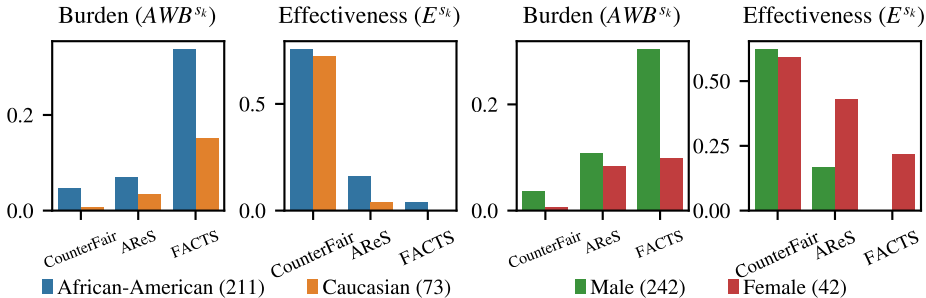 Burden (AWB^{s_k})
Effectiveness (E^{s_k})
Burden (AWB^{s_k})
Effectiveness (E^{s_k})
0.2
0.0
CounterFair
AReS
FACTS
0.5
0.0
CounterFair
AReS
FACTS
0.2
0.0
CounterFair
AReS
FACTS
0.50
0.25
0.00
CounterFair
AReS
FACTS
African-American (211)
Caucasian (73)
Male (242)
Female (42)